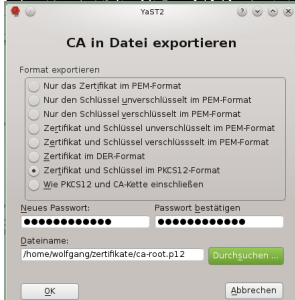 YaST2
CA in Datei exportieren
Format exportieren
Nur das Zertifikat im PEM-Format
Nur den Schlüssel unverschlüsselt im PEM-Format
Nur den Schlüssel verschlüsselt im PEM-Format
Zertifikat und Schlüssel unverschlüsselt im PEM-Format
Zertifikat und Schlüssel verschlüssselt im PEM-Format
Zertifikat im DER-Format
Zertifikat und Schlüssel im PKCS12-Format
Wie PKCS12 und CA-Kette einschließen
Neues Passwort: Passwort bestätigen
●●●●●●●●●●●● ●●●●●●●●●●●●
Dateiname:
/home/wolfgang/zertifikate/ca-root.p12 Durchsuchen ...
OK Abbrechen